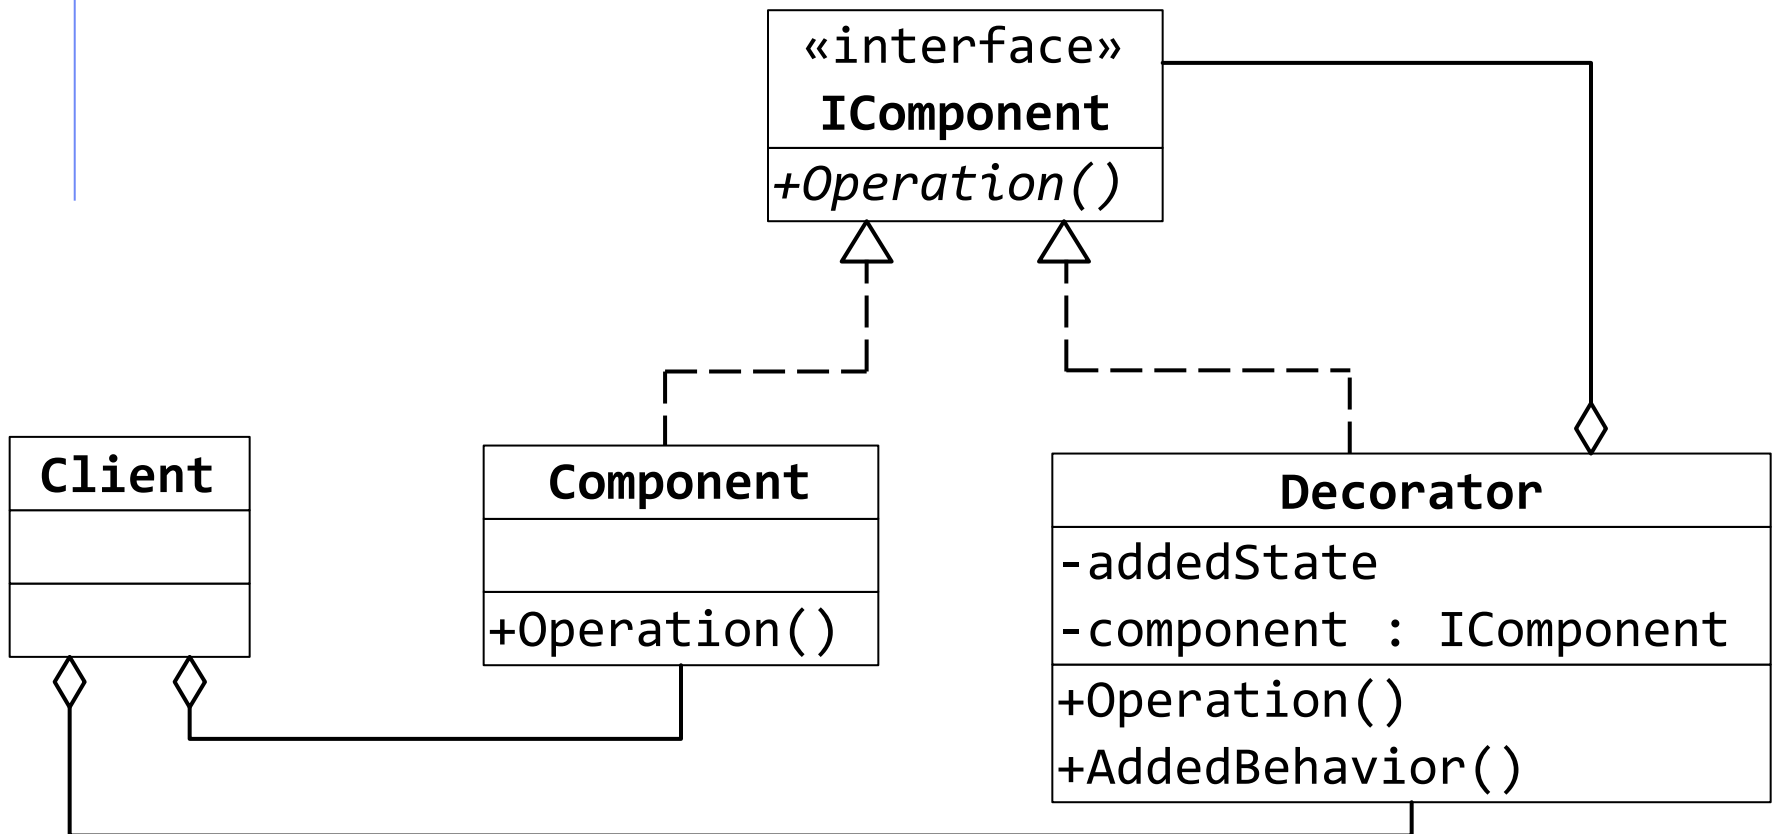 «interface»
IComponent
+Operation()
Client
Component
+Operation()
Decorator
-addedState
-component : IComponent
+Operation()
+AddedBehavior()